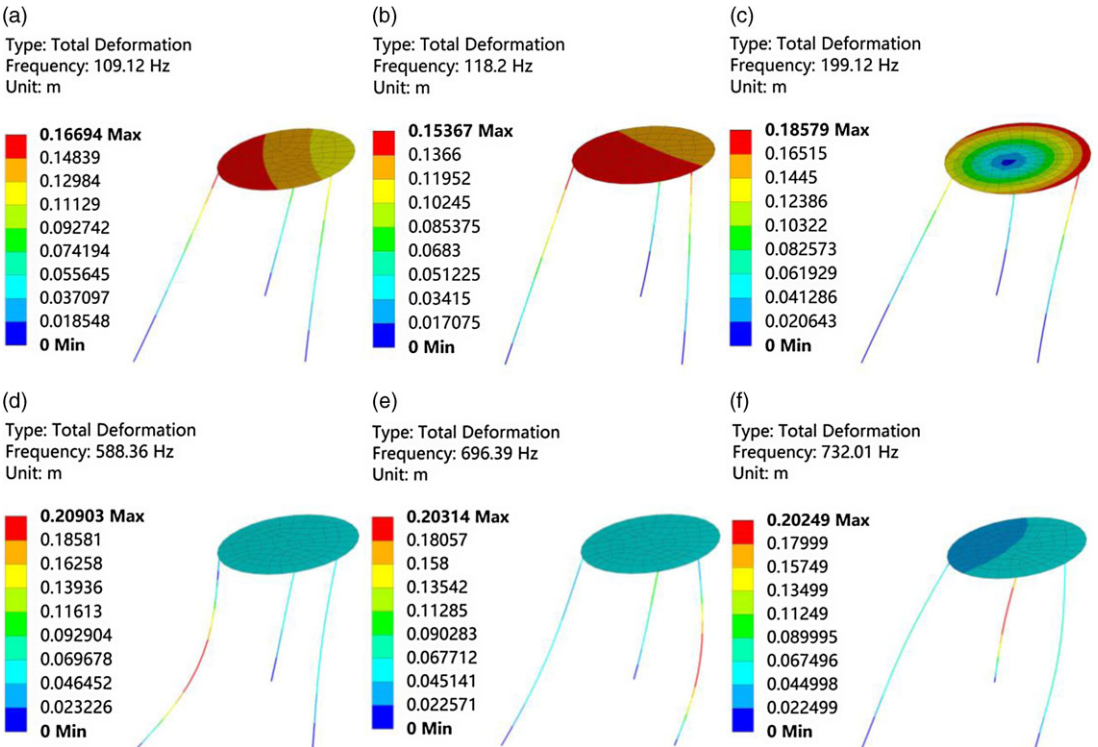 (a)
Type: Total Deformation
Frequency: 109.12 Hz
Unit: m
0.16694 Max
0.14839
0.12984
0.11129
0.092742
0.074194
0.055645
0.037097
0.018548
0 Min
(b)
Type: Total Deformation
Frequency: 118.2 Hz
Unit: m
0.15367 Max
0.1366
0.11952
0.10245
0.085375
0.0683
0.051225
0.03415
0.017075
0 Min
(c)
Type: Total Deformation
Frequency: 199.12 Hz
Unit: m
0.18579 Max
0.16515
0.1445
0.12386
0.10322
0.082573
0.061929
0.041286
0.020643
0 Min
(d)
Type: Total Deformation
Frequency: 588.36 Hz
Unit: m
0.20903 Max
0.18581
0.16258
0.13936
0.11613
0.092904
0.069678
0.046452
0.023226
0 Min
(e)
Type: Total Deformation
Frequency: 696.39 Hz
Unit: m
0.20314 Max
0.18057
0.158
0.13542
0.11285
0.090283
0.067712
0.045141
0.022571
0 Min
(f)
Type: Total Deformation
Frequency: 732.01 Hz
Unit: m
0.20249 Max
0.17999
0.15749
0.13499
0.11249
0.089995
0.067496
0.044998
0.022499
0 Min